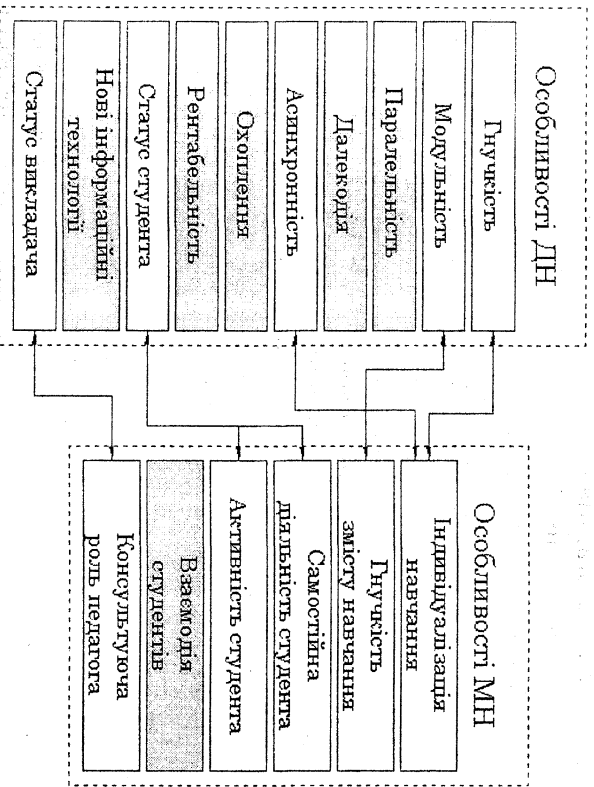 Особливості ДН
Гнучкість
Модульність
Паралельність
Далекодія
Асинхронність
Охоплення
Рентабельність
Статус студента
Нові інформаційні
технології
Статус викладача
Особливості МН
Індивідуалізація
навчання
Гнучкість
змісту навчання
Самостійна
діяльність студента
Активність студента
Взаємодія
студентів
Консультуюча
роль педагога